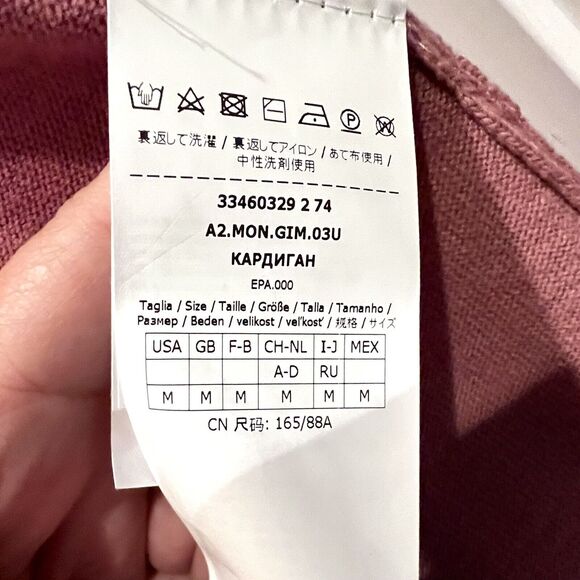 P W
裏返して洗濯 / 裏返してアイロン / あて布使用 /
中性洗剤使用
33460329 2 74
A2.MON.GIM.03U
КАРДИГАН
EPA.000
Taglia / Size / Taille / Größe / Talla / Tamanho /
Размер / Beden / velikost / veľkosť / 规格 / サイズ
USA GB F-B CH-NL I-J MEX
A-D RU
M M M M M M
CN 尺码: 165/88A